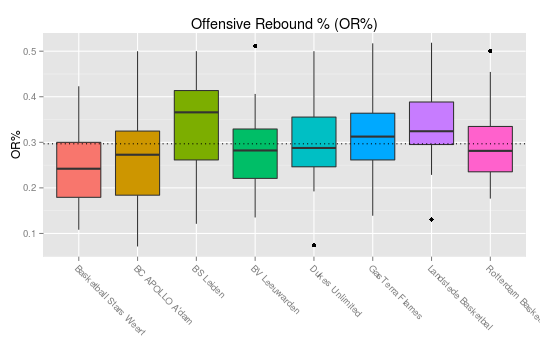 Offensive Rebound % (OR%)
OR%
0.5
0.4
0.3
0.2
0.1
Basketball Stars Weert
BC APOLLO A'dam
BS Leiden
BV Leeuwarden
Dukes Unlimited
GasTerra Flames
Landstede Basketbal
Rotterdam Baske